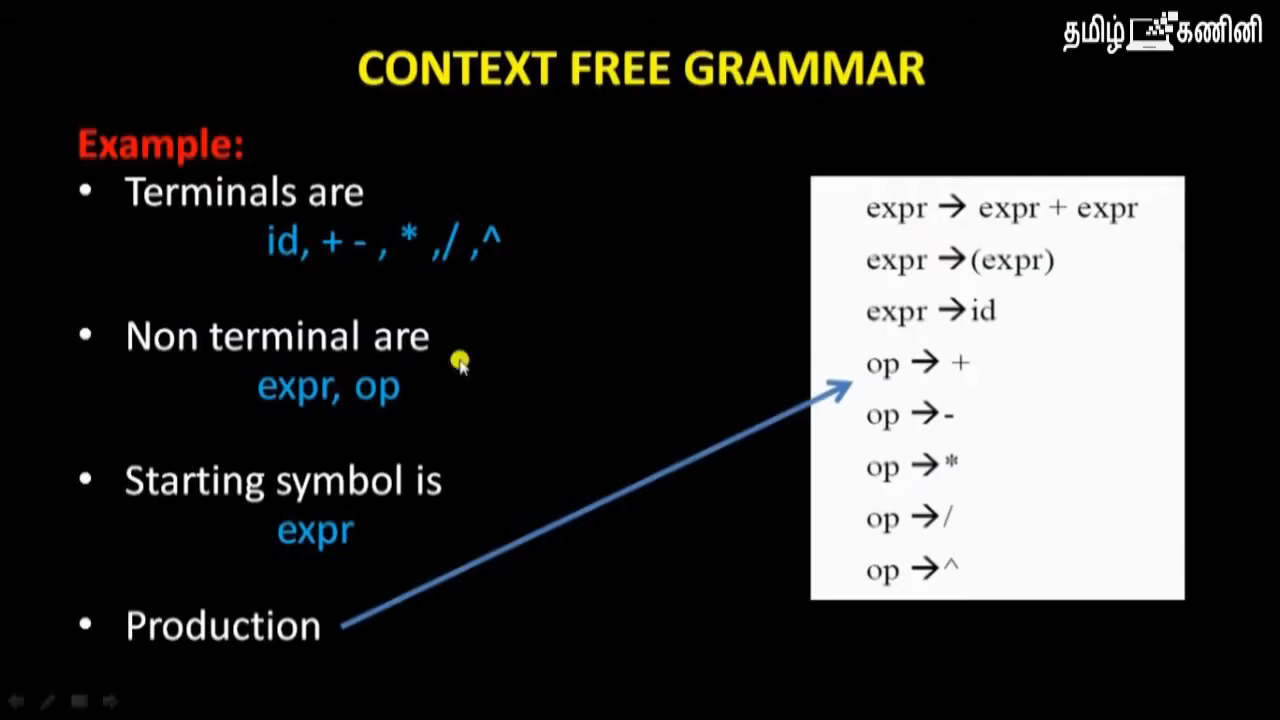 தமிழ் கணினி
CONTEXT FREE GRAMMAR
Example:
• Terminals are
id, + - , * ,/ ,^
• Non terminal are
expr, op
• Starting symbol is
expr
• Production
expr → expr + expr
expr →(expr)
expr →id
op → +
op →-
op →*
op →/
op →^